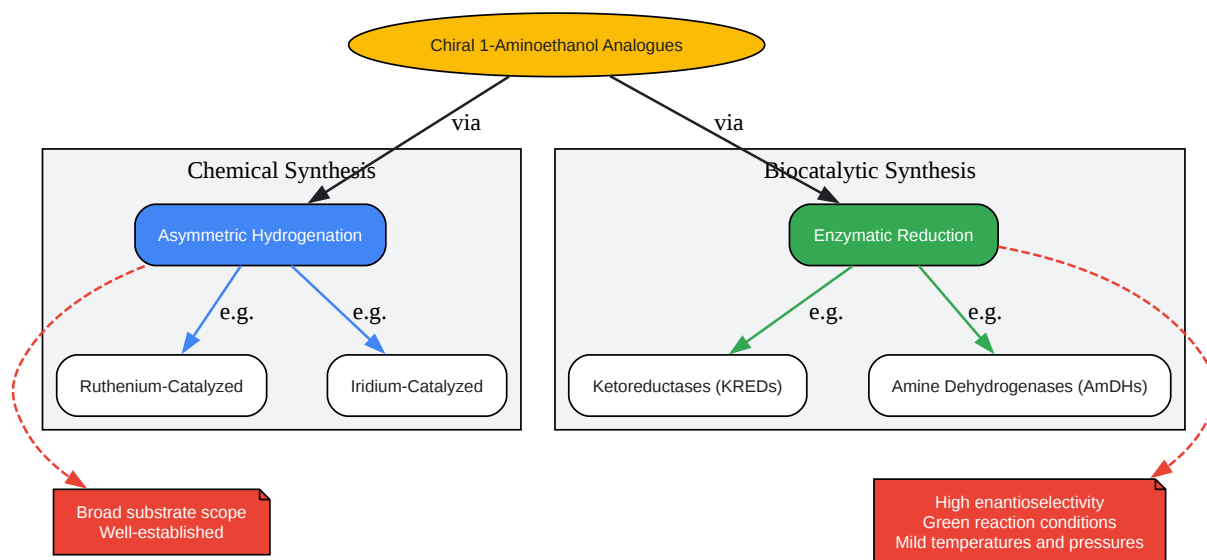 Chiral 1-Aminoethanol Analogues
via
via
Chemical Synthesis
Biocatalytic Synthesis
Asymmetric Hydrogenation
Enzymatic Reduction
e.g.
e.g.
e.g.
e.g.
Ruthenium-Catalyzed
Iridium-Catalyzed
Ketoreductases (KREDs)
Amine Dehydrogenases (AmDHs)
Broad substrate scope
Well-established
High enantioselectivity
Green reaction conditions
Mild temperatures and pressures